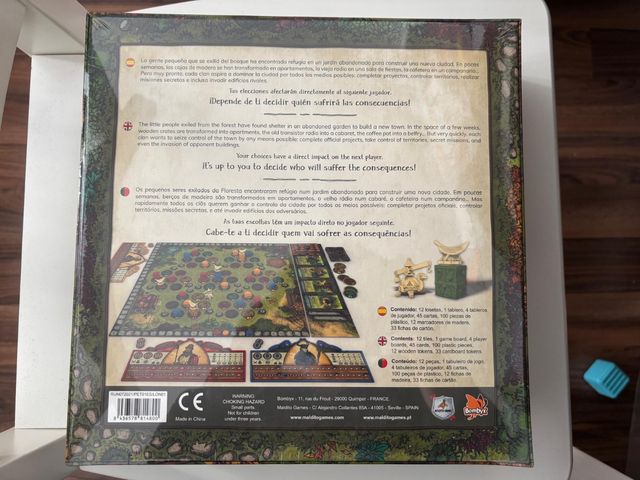 La gente pequeña que se exilió del bosque ha encontrado refugio en un jardín abandonado para construir una nueva ciudad. En pocas
semanas, las cajas de madera se han transformado en apartamentos, la vieja radio en una sala de fiestas, la cafetera en un campanario...
Pero muy pronto, cada clan aspira a dominar la ciudad por todos los medios posibles: completar proyectos, controlar territorios, realizar
misiones secretas e incluso invadir edificios rivales.
Tus elecciones afectarán directamente al siguiente jugador.
¡Depende de ti decidir quién sufrirá las consecuencias!
The little people exiled from the forest have found shelter in an abandoned garden to build a new town. In the space of a few weeks,
wooden crates are transformed into apartments, the old transistor radio into a cabaret, the coffee pot into a belfry... But very quickly, each
clan wants to seize control of the town by any means possible: complete official projects, take control of territories, secret missions, and
even the invasion of opponent buildings.
Your choices have a direct impact on the next player.
It's up to you to decide who will suffer the consequences!
Os pequenos seres exilados da Floresta encontraram refúgio num jardim abandonado para construir uma nova cidade. Em poucas
semanas, berços de madeira são transformados em apartamentos, o velho rádio num cabaré, a cafeteira num campanário... Mas
rapidamente todos os clãs querem ganhar o controlo da cidade por todos os meios possíveis: completar projetos oficiais, controlar
territórios, missões secretas, e até invadir edifícios dos adversários.
As tuas escolhas têm um impacto direto no jogador seguinte.
Cabe-te a ti decidir quem vai sofrer as consequências!
Contenido: 12 losetas, 1 tablero, 4 tableros
de jugador, 45 cartas, 100 piezas de
plástico, 12 marcadores de madera,
33 fichas de cartón.
Contents: 12 tiles, 1 game board, 4 player
boards, 45 cards, 100 plastic pieces,
12 wooden tokens, 33 cardboard tokens
Conteúdo: 12 peças, 1 tabuleiro de jogo,
4 tabuleiros de jogador, 45 cartas,
100 peças de plástico, 12 fichas de
madeira, 33 fichas de cartão.
8 436578 814800
CE
Made in China
WARNING
CHOKING HAZARD
Small parts.
Not for children
under three years.
Bombyx - 11, rue du Frout - 29000 Quimper - FRANCE.
Maldito Games - C/ Alejandro Collantes 85A - 41005 - Seville - SPAIN
www.malditogames.com
www.malditogames.pt
Bombyx